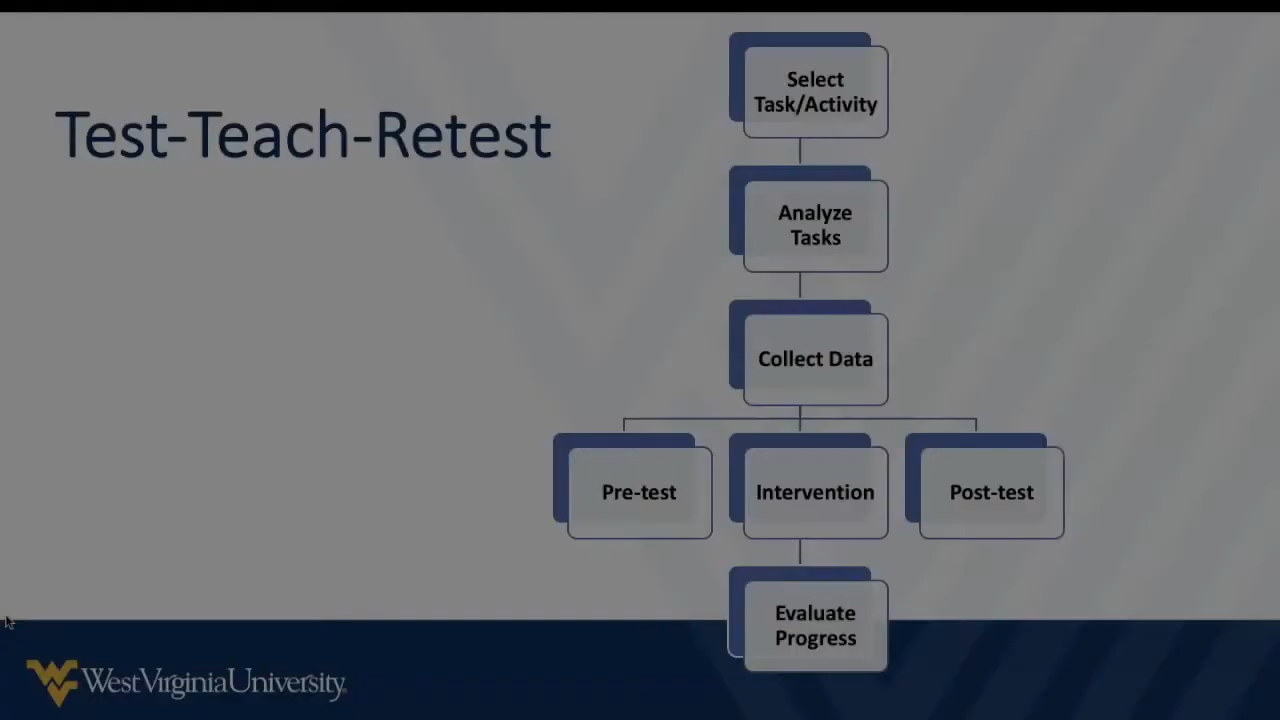 Test-Teach-Retest
Select
Task/Activity
Analyze
Tasks
Collect Data
Pre-test
Intervention
Post-test
Evaluate
Progress
WestVirginiaUniversity